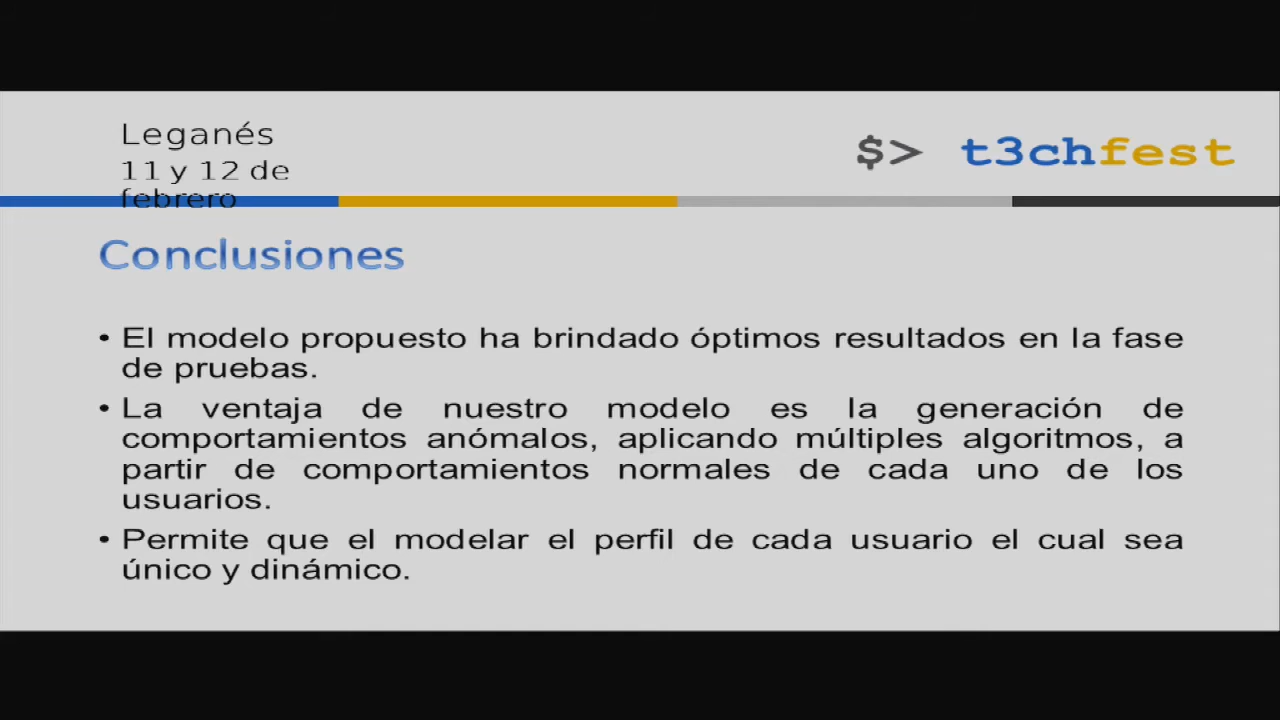 Leganés
11 y 12 de
febrero
$> t3chfest
Conclusiones
• El modelo propuesto ha brindado óptimos resultados en la fase
de pruebas.
• La ventaja de nuestro modelo es la generación de
comportamientos anómalos, aplicando múltiples algoritmos, a
partir de comportamientos normales de cada uno de los
usuarios.
• Permite que el modelar el perfil de cada usuario el cual sea
único y dinámico.